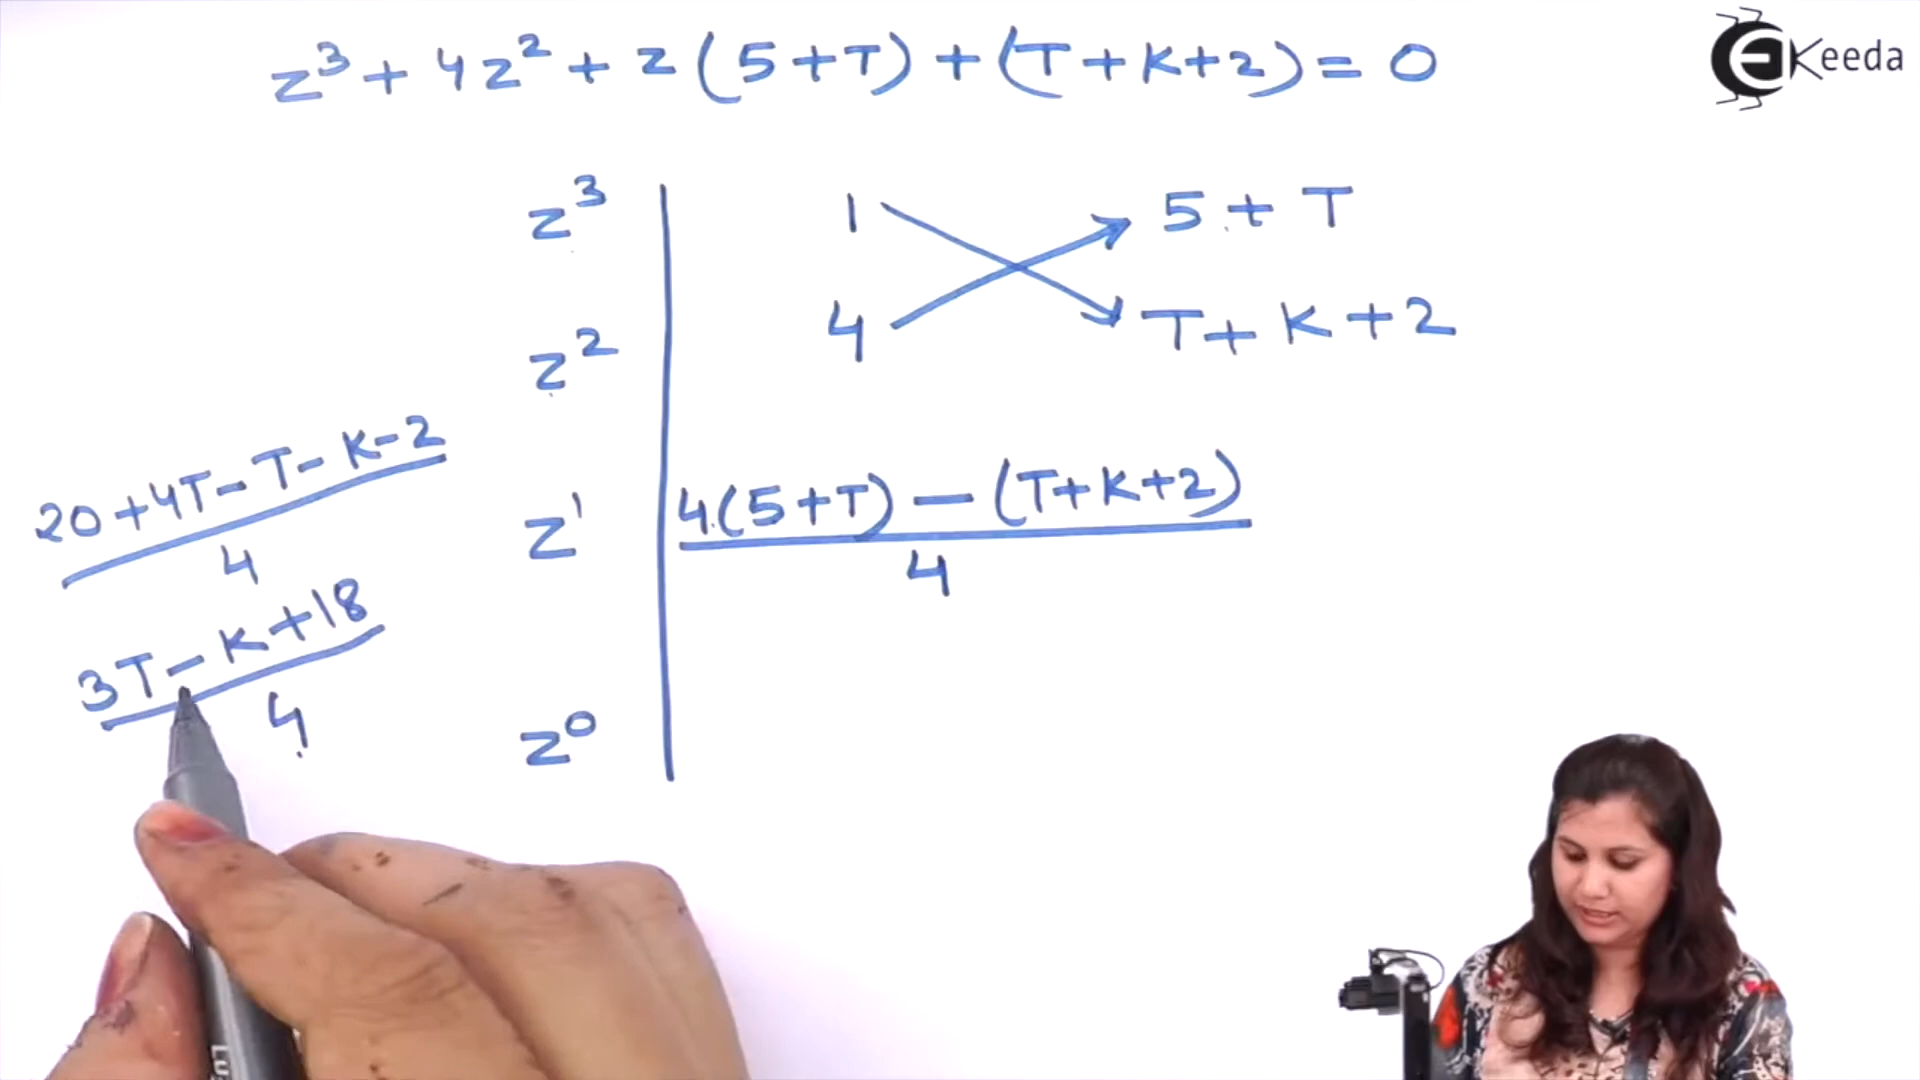 z³ + 4z² + z(5+T) + (T+K+2) = 0
EKeeda
z³ 1 5+T
z² 4 T+K+2
20+4T-T-K-2
4
z¹ 4(5+T) - (T+K+2)
4
3T-K+18
4
z⁰